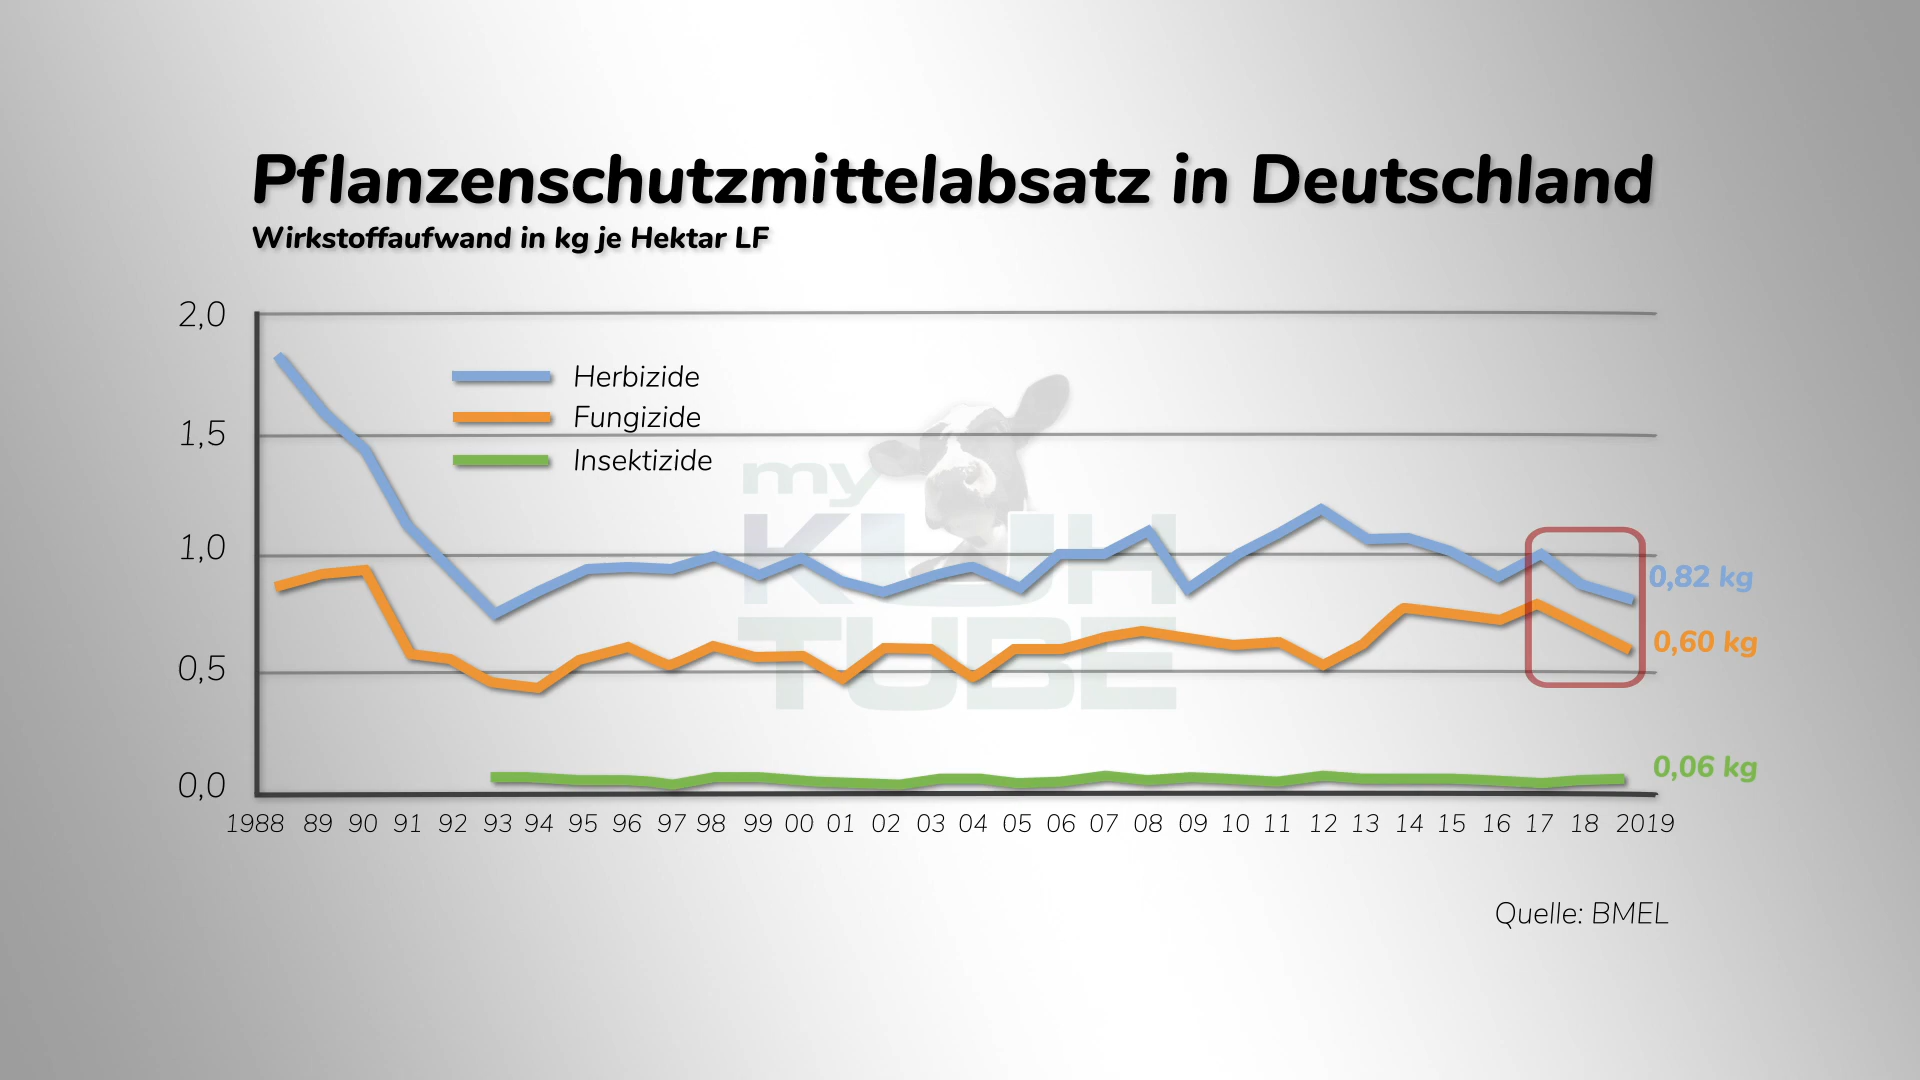 Pflanzenschutzmittelabsatz in Deutschland
Wirkstoffaufwand in kg je Hektar LF
2,0
Herbizide
Fungizide
1,5
Insektizide
my
KUH
TUBE
1,0
0,82 kg
0,60 kg
0,5
0,06 kg
0,0
1988 89 90 91 92 93 94 95 96 97 98 99 00 01 02 03 04 05 06 07 08 09 10 11 12 13 14 15 16 17 18 2019
Quelle: BMEL